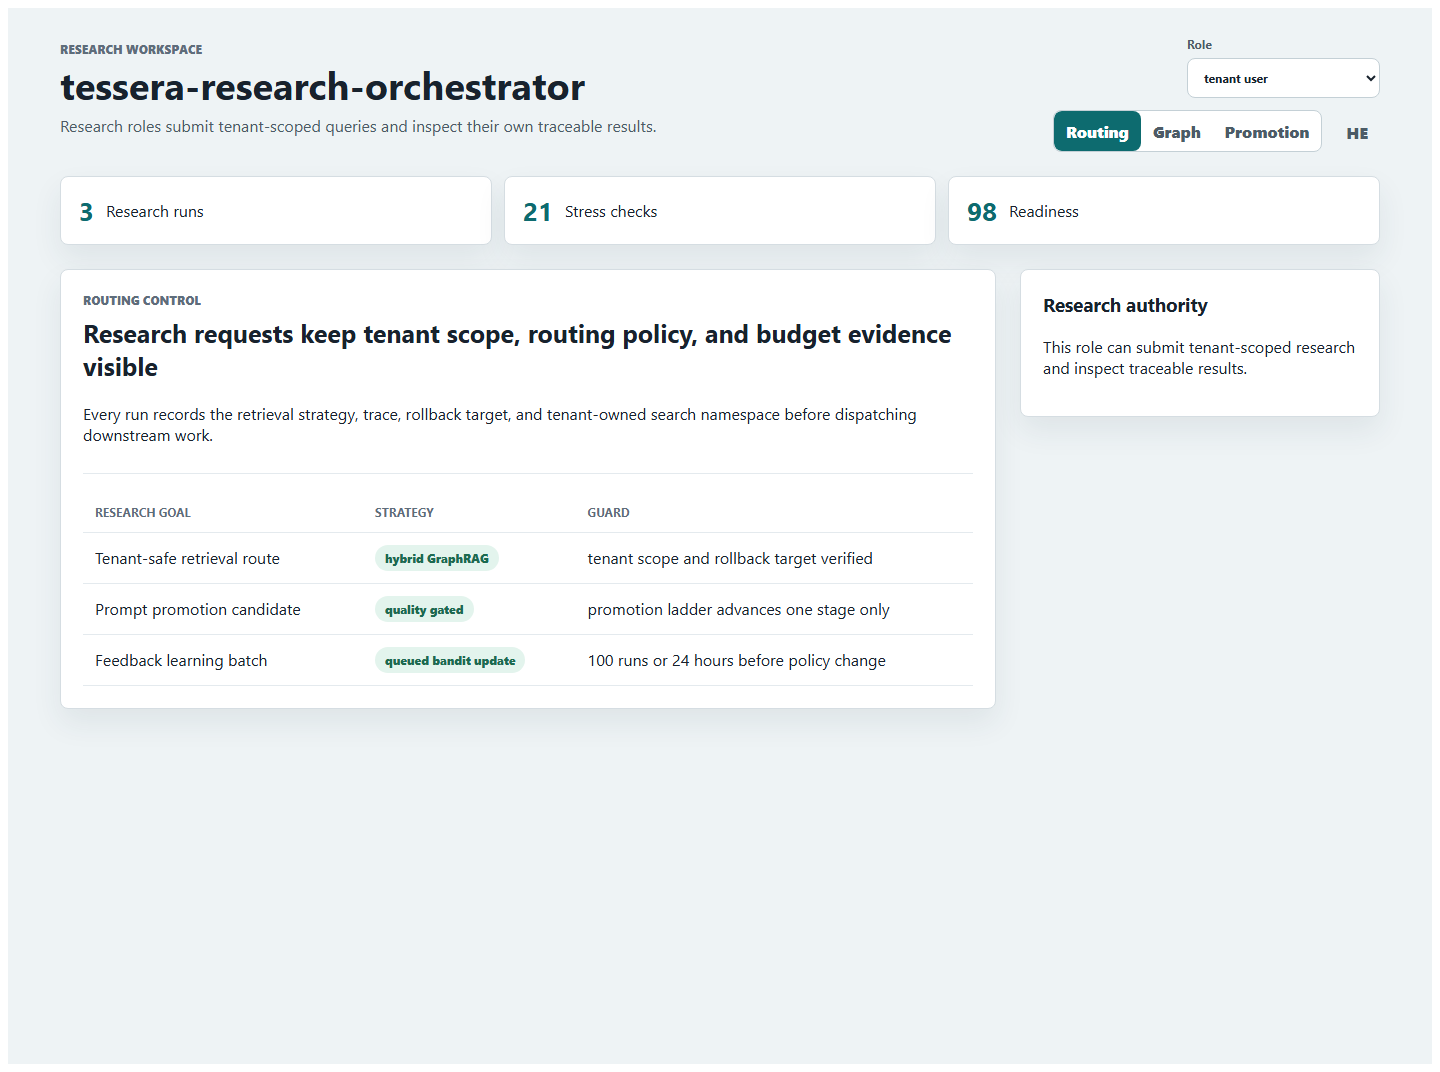 RESEARCH WORKSPACE
tessera-research-orchestrator
Research roles submit tenant-scoped queries and inspect their own traceable results.
Role
tenant user
Routing Graph Promotion HE
3 Research runs
21 Stress checks
98 Readiness
ROUTING CONTROL
Research requests keep tenant scope, routing policy, and budget evidence
visible
Every run records the retrieval strategy, trace, rollback target, and tenant-owned search namespace before dispatching
downstream work.
RESEARCH GOAL STRATEGY GUARD
Tenant-safe retrieval route hybrid GraphRAG tenant scope and rollback target verified
Prompt promotion candidate quality gated promotion ladder advances one stage only
Feedback learning batch queued bandit update 100 runs or 24 hours before policy change
Research authority
This role can submit tenant-scoped research
and inspect traceable results.